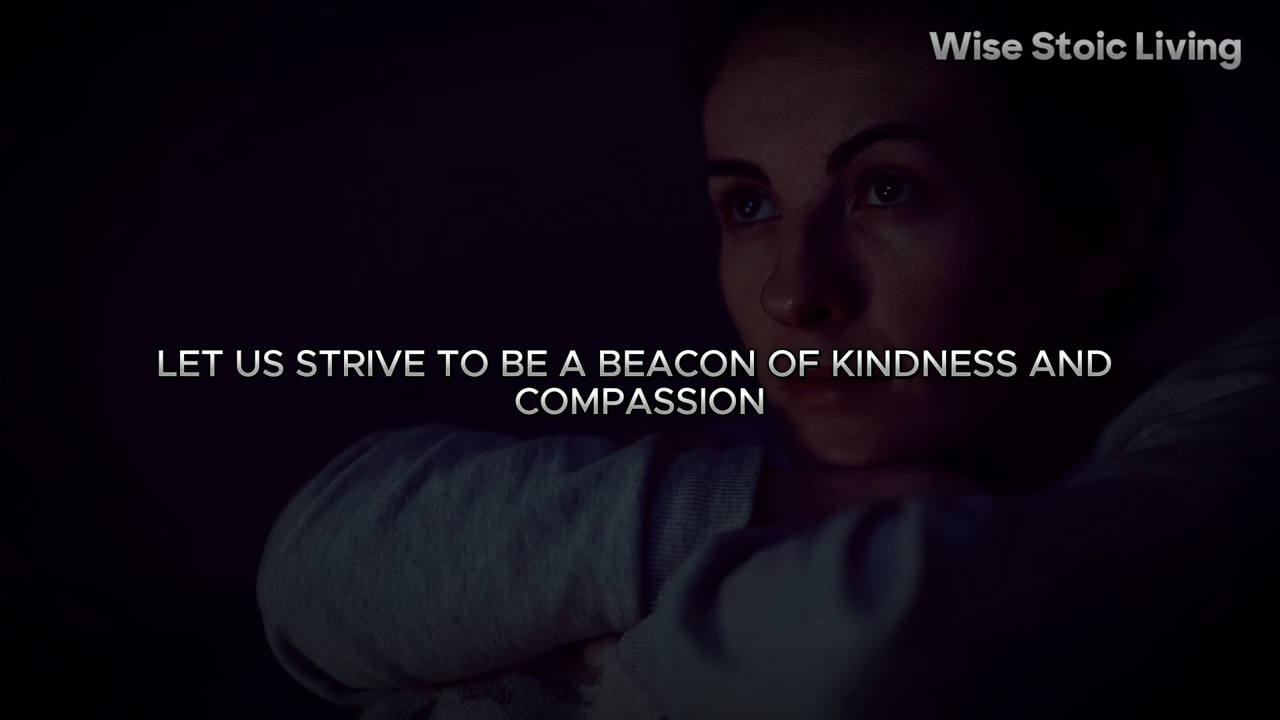 Wise Stoic Living
LET US STRIVE TO BE A BEACON OF KINDNESS AND
COMPASSION